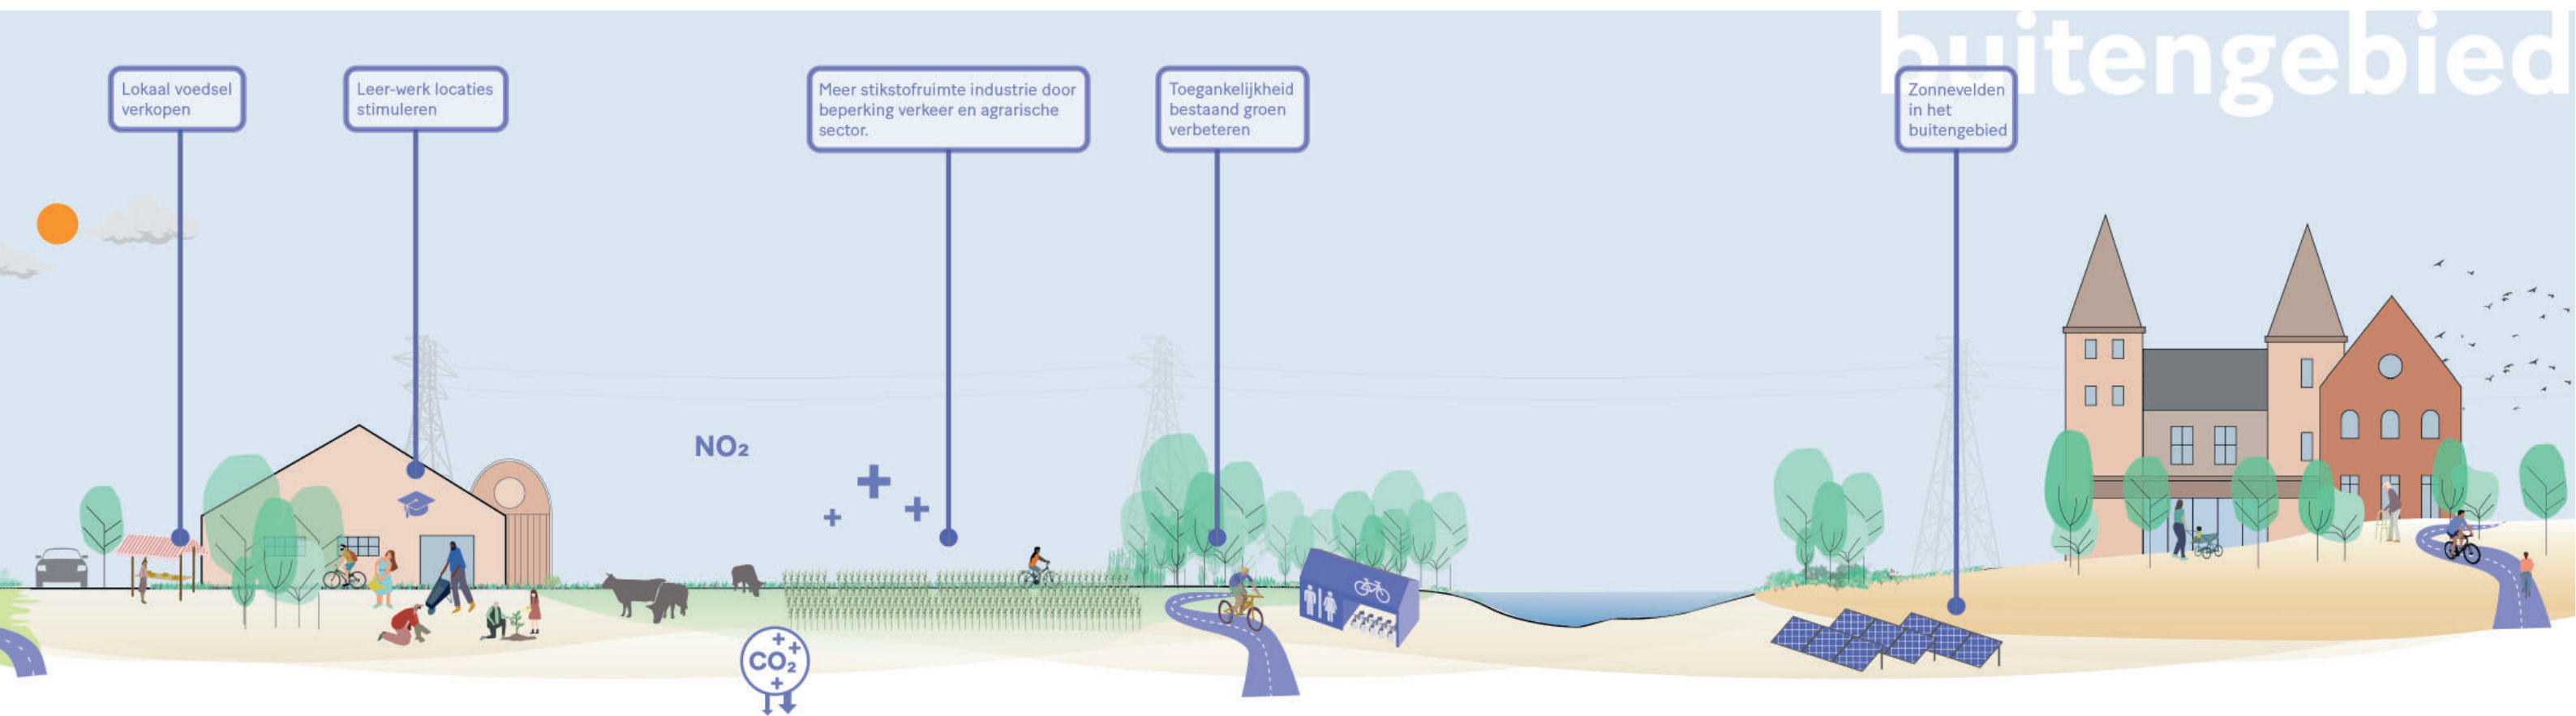 buitengebied
Lokaal voedsel
verkopen
Leer-werk locaties
stimuleren
Meer stikstofruimte industrie door
beperking verkeer en agrarische
sector.
Toegankelijkheid
bestaand groen
verbeteren
Zonnevelden
in het
buitengebied
NO₂
CO₂